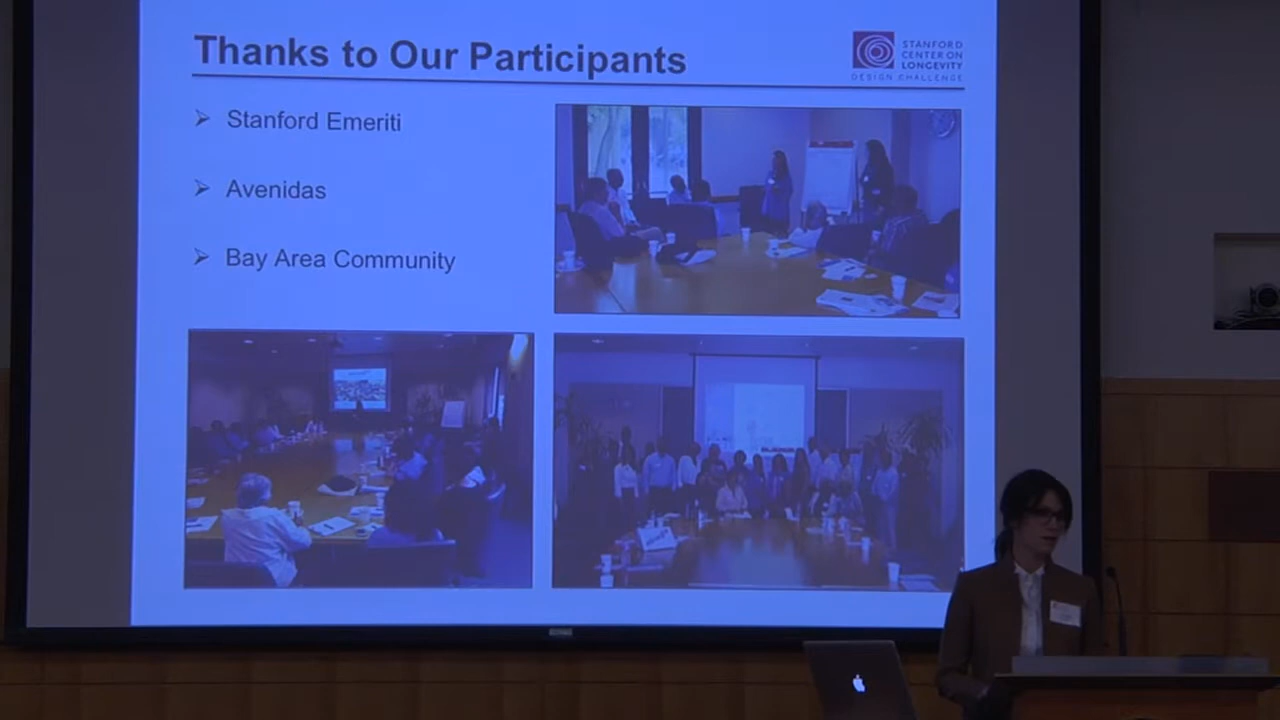 Thanks to Our Participants
STANFORD
CENTER ON
LONGEVITY
DESIGN CHALLENGE
➢ Stanford Emeriti
➢ Avenidas
➢ Bay Area Community